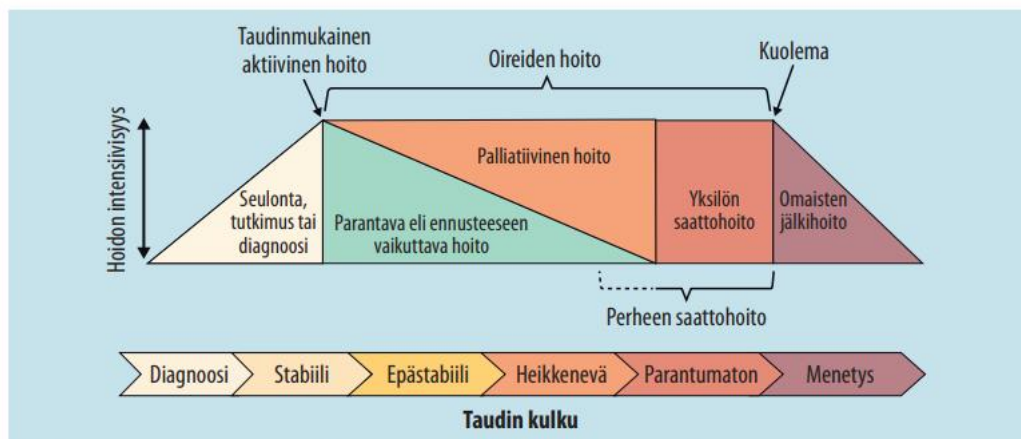 Taudinmukainen
aktiivinen hoito
Oireiden hoito
Kuolema
Hoidon intensiivisyys
Seulonta,
tutkimus tai
diagnoosi
Parantava eli ennusteeseen
vaikuttava hoito
Palliatiivinen hoito
Yksilön
saattohoito
Omaisten
jälkihoito
Perheen saattohoito
Diagnoosi
Stabiili
Epästabiili
Heikkenevä
Parantumaton
Menetys
Taudin kulku